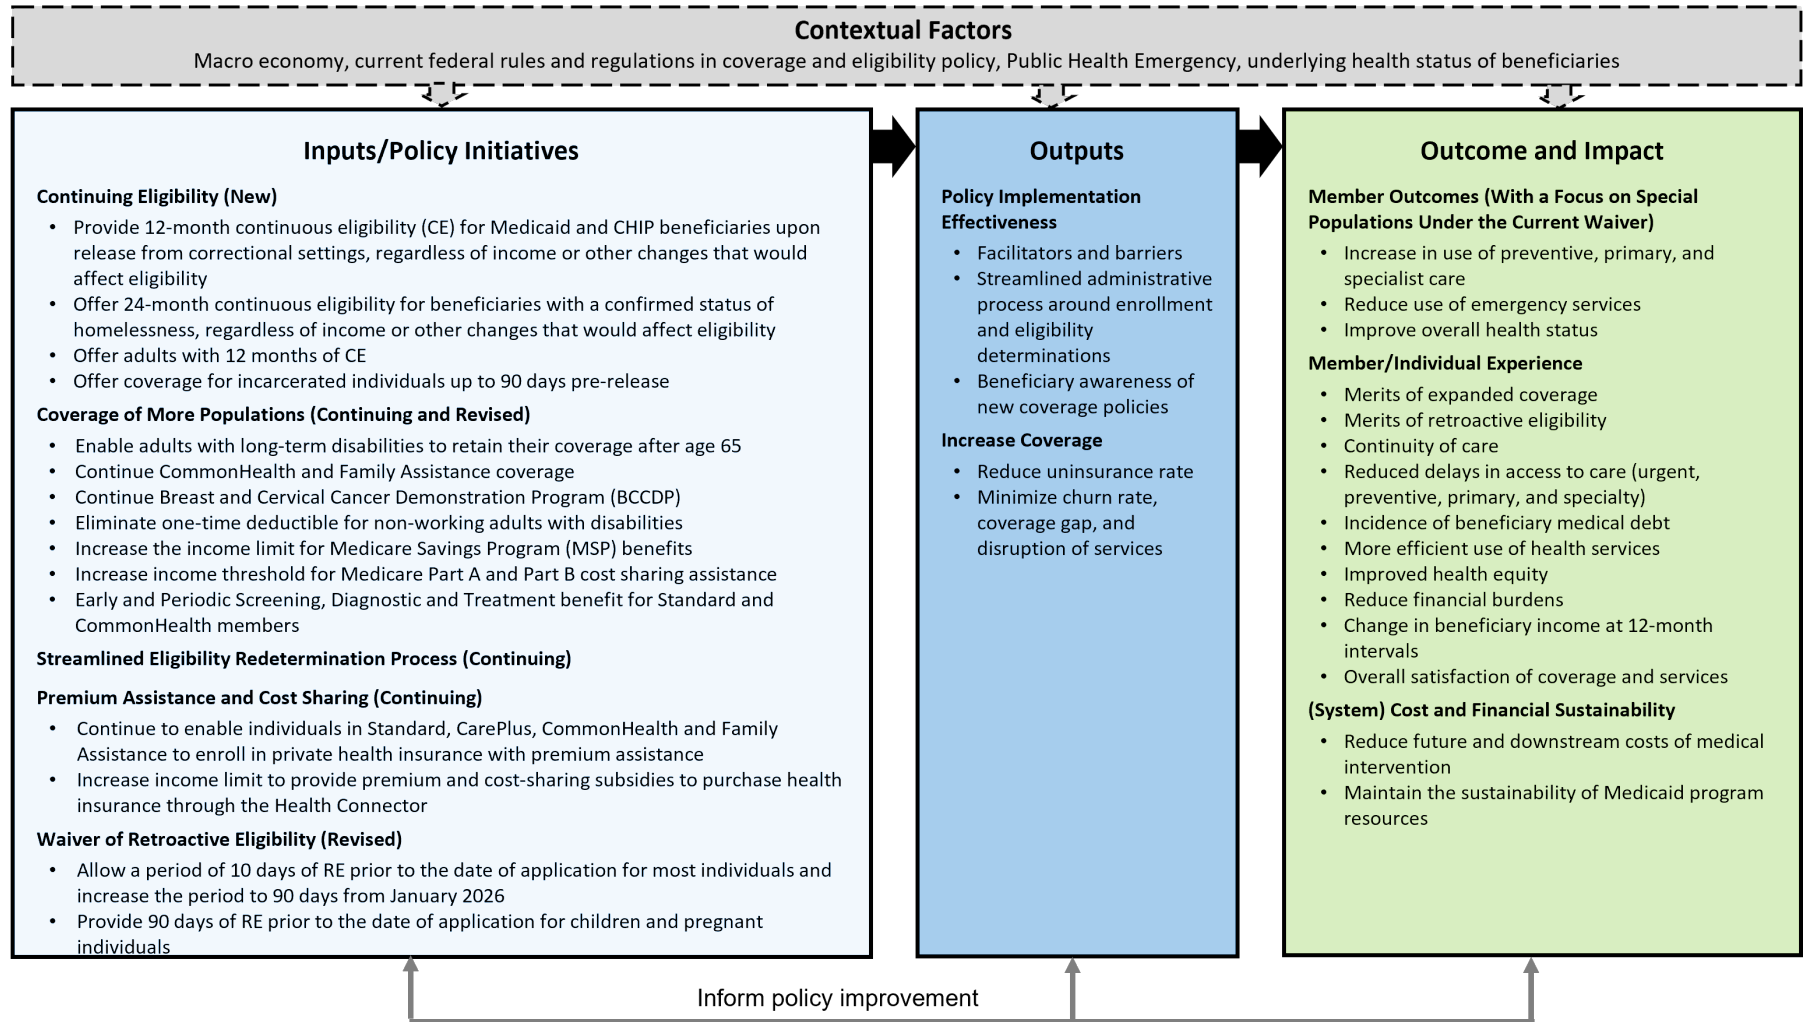 Contextual Factors
Macro economy, current federal rules and regulations in coverage and eligibility policy, Public Health Emergency, underlying health status of beneficiaries
Inputs/Policy Initiatives
Continuing Eligibility (New)
• Provide 12-month continuous eligibility (CE) for Medicaid and CHIP beneficiaries upon
release from correctional settings, regardless of income or other changes that would
affect eligibility
• Offer 24-month continuous eligibility for beneficiaries with a confirmed status of
homelessness, regardless of income or other changes that would affect eligibility
• Offer adults with 12 months of CE
• Offer coverage for incarcerated individuals up to 90 days pre-release
Coverage of More Populations (Continuing and Revised)
• Enable adults with long-term disabilities to retain their coverage after age 65
• Continue CommonHealth and Family Assistance coverage
• Continue Breast and Cervical Cancer Demonstration Program (BCCDP)
• Eliminate one-time deductible for non-working adults with disabilities
• Increase the income limit for Medicare Savings Program (MSP) benefits
• Increase income threshold for Medicare Part A and Part B cost sharing assistance
• Early and Periodic Screening, Diagnostic and Treatment benefit for Standard and
CommonHealth members
Streamlined Eligibility Redetermination Process (Continuing)
Premium Assistance and Cost Sharing (Continuing)
• Continue to enable individuals in Standard, CarePlus, CommonHealth and Family
Assistance to enroll in private health insurance with premium assistance
• Increase income limit to provide premium and cost-sharing subsidies to purchase health
insurance through the Health Connector
Waiver of Retroactive Eligibility (Revised)
• Allow a period of 10 days of RE prior to the date of application for most individuals and
increase the period to 90 days from January 2026
• Provide 90 days of RE prior to the date of application for children and pregnant
individuals
Outputs
Policy Implementation
Effectiveness
• Facilitators and barriers
• Streamlined administrative
process around enrollment
and eligibility
determinations
• Beneficiary awareness of
new coverage policies
Increase Coverage
• Reduce uninsurance rate
• Minimize churn rate,
coverage gap, and
disruption of services
Outcome and Impact
Member Outcomes (With a Focus on Special
Populations Under the Current Waiver)
• Increase in use of preventive, primary, and
specialist care
• Reduce use of emergency services
• Improve overall health status
Member/Individual Experience
• Merits of expanded coverage
• Merits of retroactive eligibility
• Continuity of care
• Reduced delays in access to care (urgent,
preventive, primary, and specialty)
• Incidence of beneficiary medical debt
• More efficient use of health services
• Improved health equity
• Reduce financial burdens
• Change in beneficiary income at 12-month
intervals
• Overall satisfaction of coverage and services
(System) Cost and Financial Sustainability
• Reduce future and downstream costs of medical
intervention
• Maintain the sustainability of Medicaid program
resources
Inform policy improvement